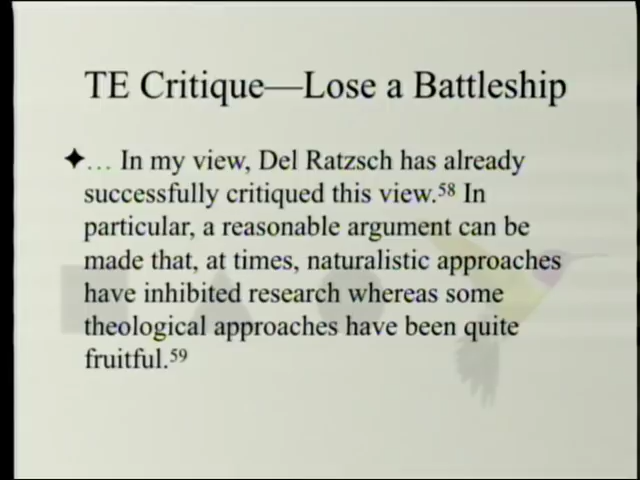 TE Critique—Lose a Battleship
✦… In my view, Del Ratzsch has already
successfully critiqued this view.58 In
particular, a reasonable argument can be
made that, at times, naturalistic approaches
have inhibited research whereas some
theological approaches have been quite
fruitful.59